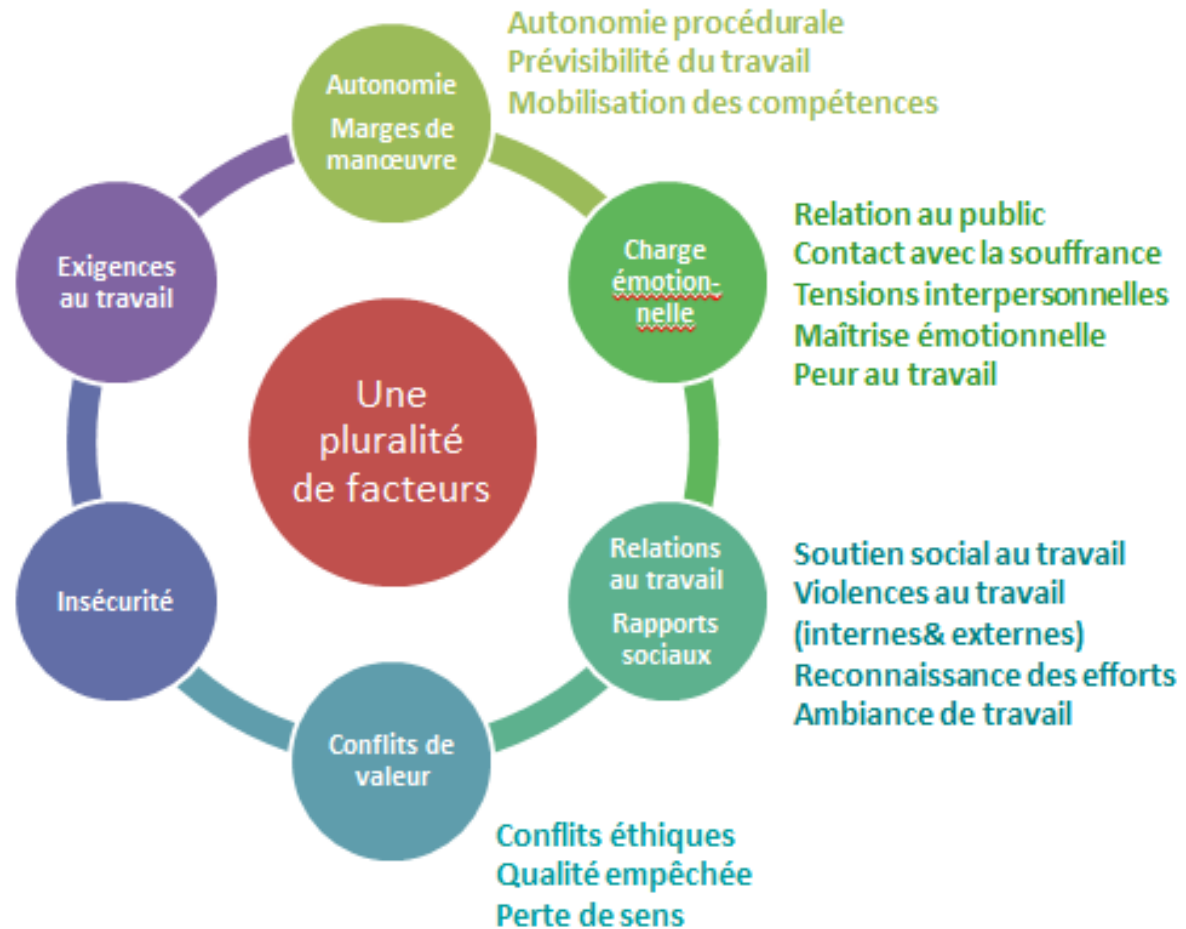 Autonomie procédurale
Prévisibilité du travail
Mobilisation des compétences
Autonomie
Marges de
manœuvre
Charge
émotion-
nelle
Relation au public
Contact avec la souffrance
Tensions interpersonnelles
Maîtrise émotionnelle
Peur au travail
Exigences
au travail
Une
pluralité
de facteurs
Relations
au travail
Rapports
sociaux
Soutien social au travail
Violences au travail
(internes& externes)
Reconnaissance des efforts
Ambiance de travail
Insécurité
Conflits de
valeur
Conflits éthiques
Qualité empêchée
Perte de sens